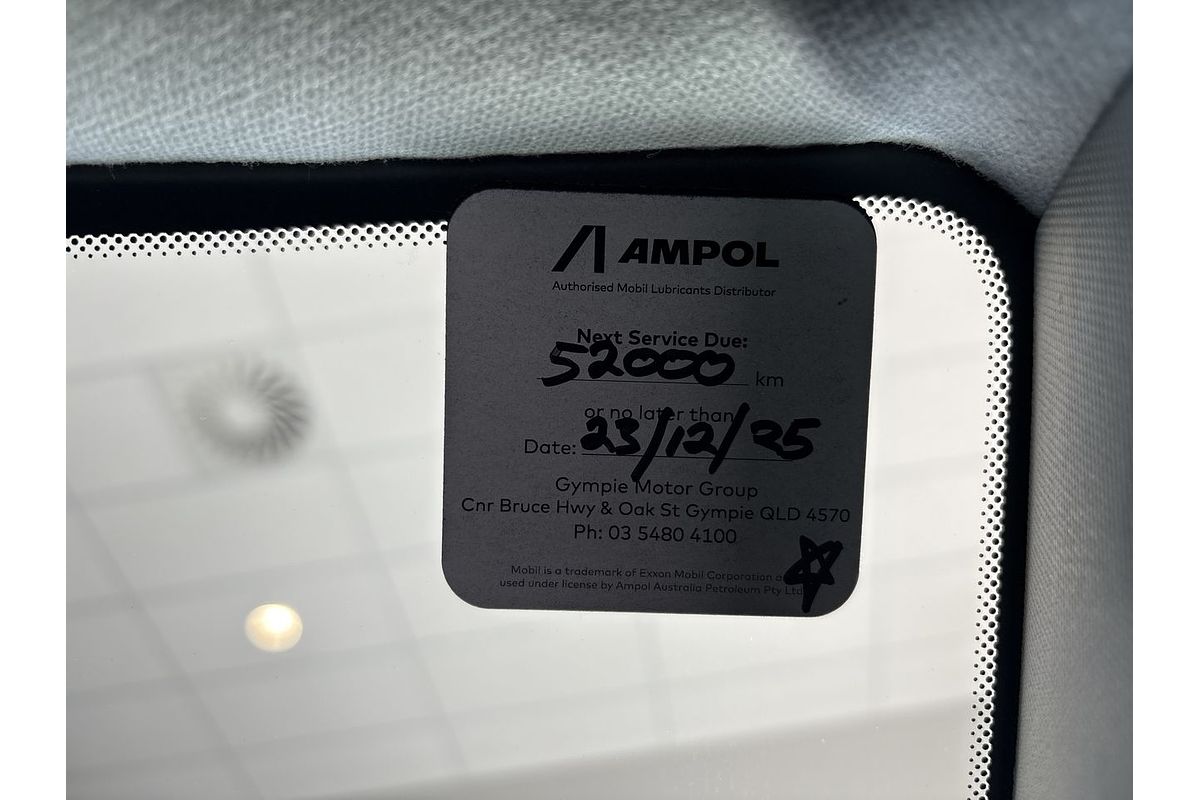 AMPOL
Authorised Mobil Lubricants Distributor
Next Service Due:
52000 km
or no later than
Date: 23/12/25
Gympie Motor Group
Cnr Bruce Hwy & Oak St Gympie QLD 4570
Ph: 03 5480 4100
Mobil is a trademark of Exxon Mobil Corporation
used under license by Ampol Australia Petroleum Pty Ltd